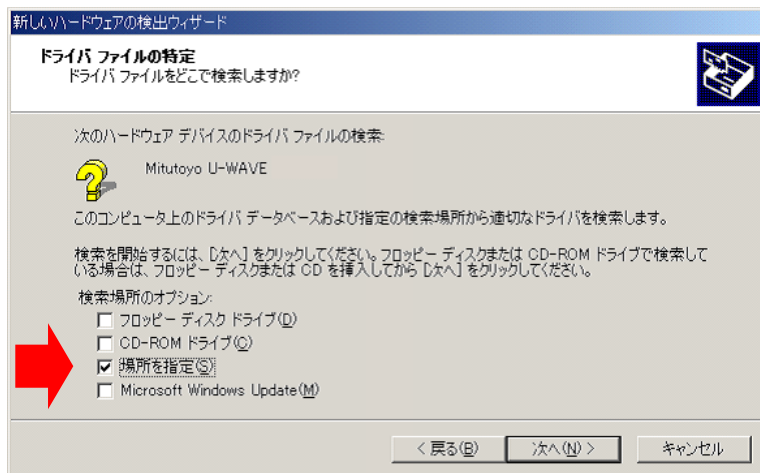 新しいハードウェアの検出ウィザード
ドライバ ファイルの特定
ドライバ ファイルをどこで検索しますか?
次のハードウェア デバイスのドライバ ファイルの検索:
Mitutoyo U-WAVE
このコンピュータ上のドライバ データベースおよび指定の検索場所から適切なドライバを検索します。
検索を開始するには、[次へ] をクリックしてください。フロッピー ディスクまたは CD-ROM ドライブで検索して
いる場合は、フロッピー ディスクまたは CD を挿入してから [次へ] をクリックしてください。
検索場所のオプション:
フロッピー ディスク ドライブ(D)
CD-ROM ドライブ(C)
場所を指定(S)
Microsoft Windows Update(M)
< 戻る(B) 次へ(N) > キャンセル